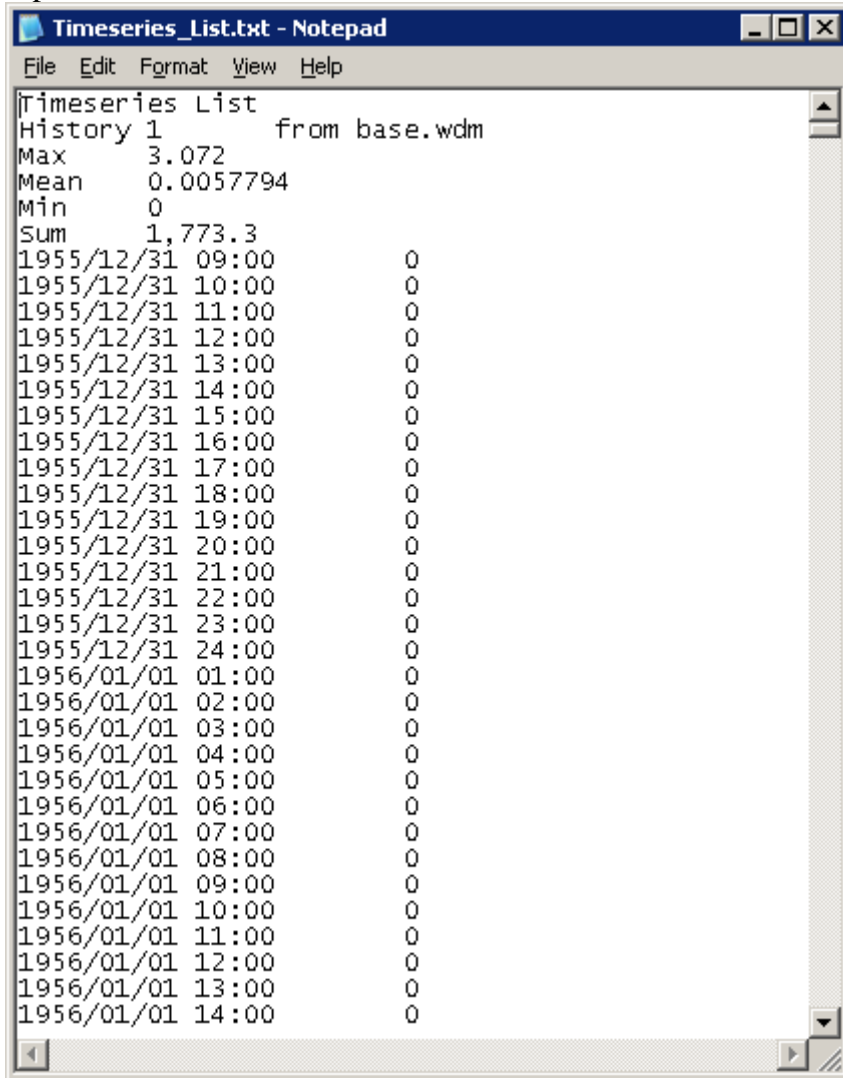 Timeseries_List.txt - Notepad
File Edit Format View Help
Timeseries List
History 1 from base.wdm
Max 3.072
Mean 0.0057794
Min 0
Sum 1,773.3
1955/12/31 09:00 0
1955/12/31 10:00 0
1955/12/31 11:00 0
1955/12/31 12:00 0
1955/12/31 13:00 0
1955/12/31 14:00 0
1955/12/31 15:00 0
1955/12/31 16:00 0
1955/12/31 17:00 0
1955/12/31 18:00 0
1955/12/31 19:00 0
1955/12/31 20:00 0
1955/12/31 21:00 0
1955/12/31 22:00 0
1955/12/31 23:00 0
1955/12/31 24:00 0
1956/01/01 01:00 0
1956/01/01 02:00 0
1956/01/01 03:00 0
1956/01/01 04:00 0
1956/01/01 05:00 0
1956/01/01 06:00 0
1956/01/01 07:00 0
1956/01/01 08:00 0
1956/01/01 09:00 0
1956/01/01 10:00 0
1956/01/01 11:00 0
1956/01/01 12:00 0
1956/01/01 13:00 0
1956/01/01 14:00 0